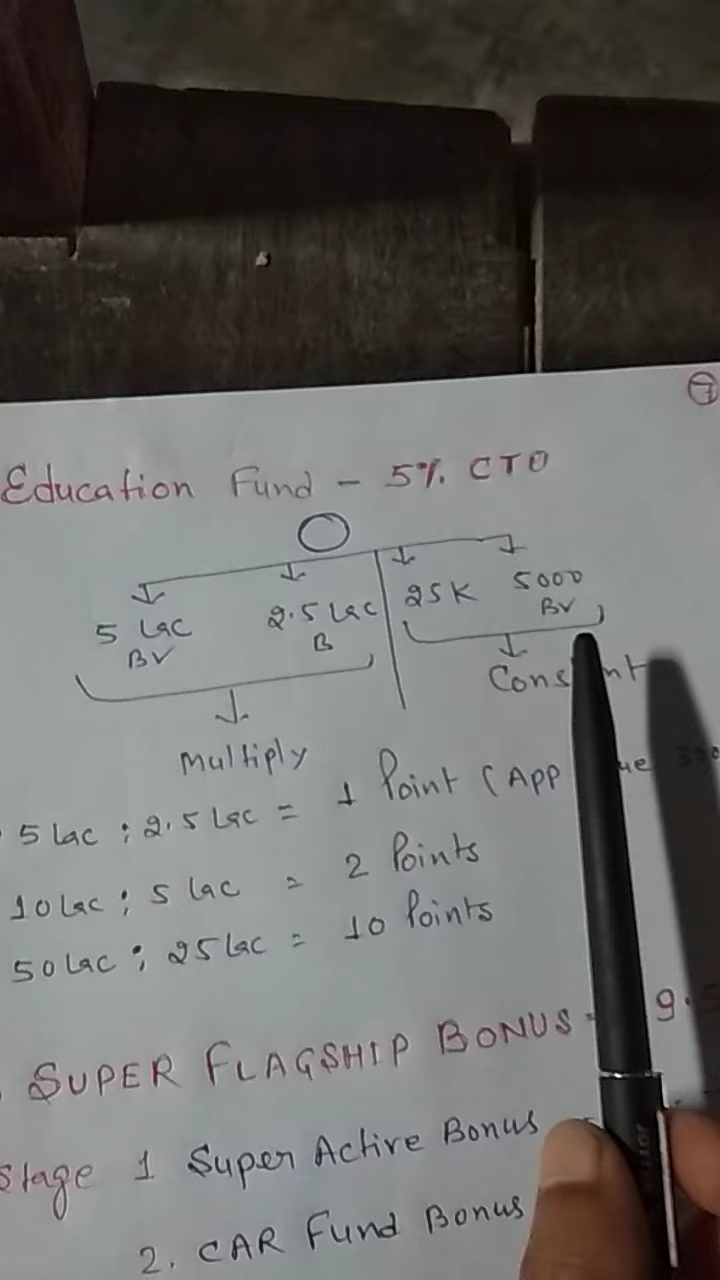 7
Education Fund - 5% CTO
5 Lac 2.5 Lac 25K 5000
BV B BV
Multiply
5 Lac : 2.5 Lac = 1 Point (App
10 Lac : 5 Lac = 2 Points
50 Lac : 25 Lac = 10 Points
SUPER FLAGSHIP BONUS - 9.
Stage 1 Super Active Bonus
2. CAR Fund Bonus